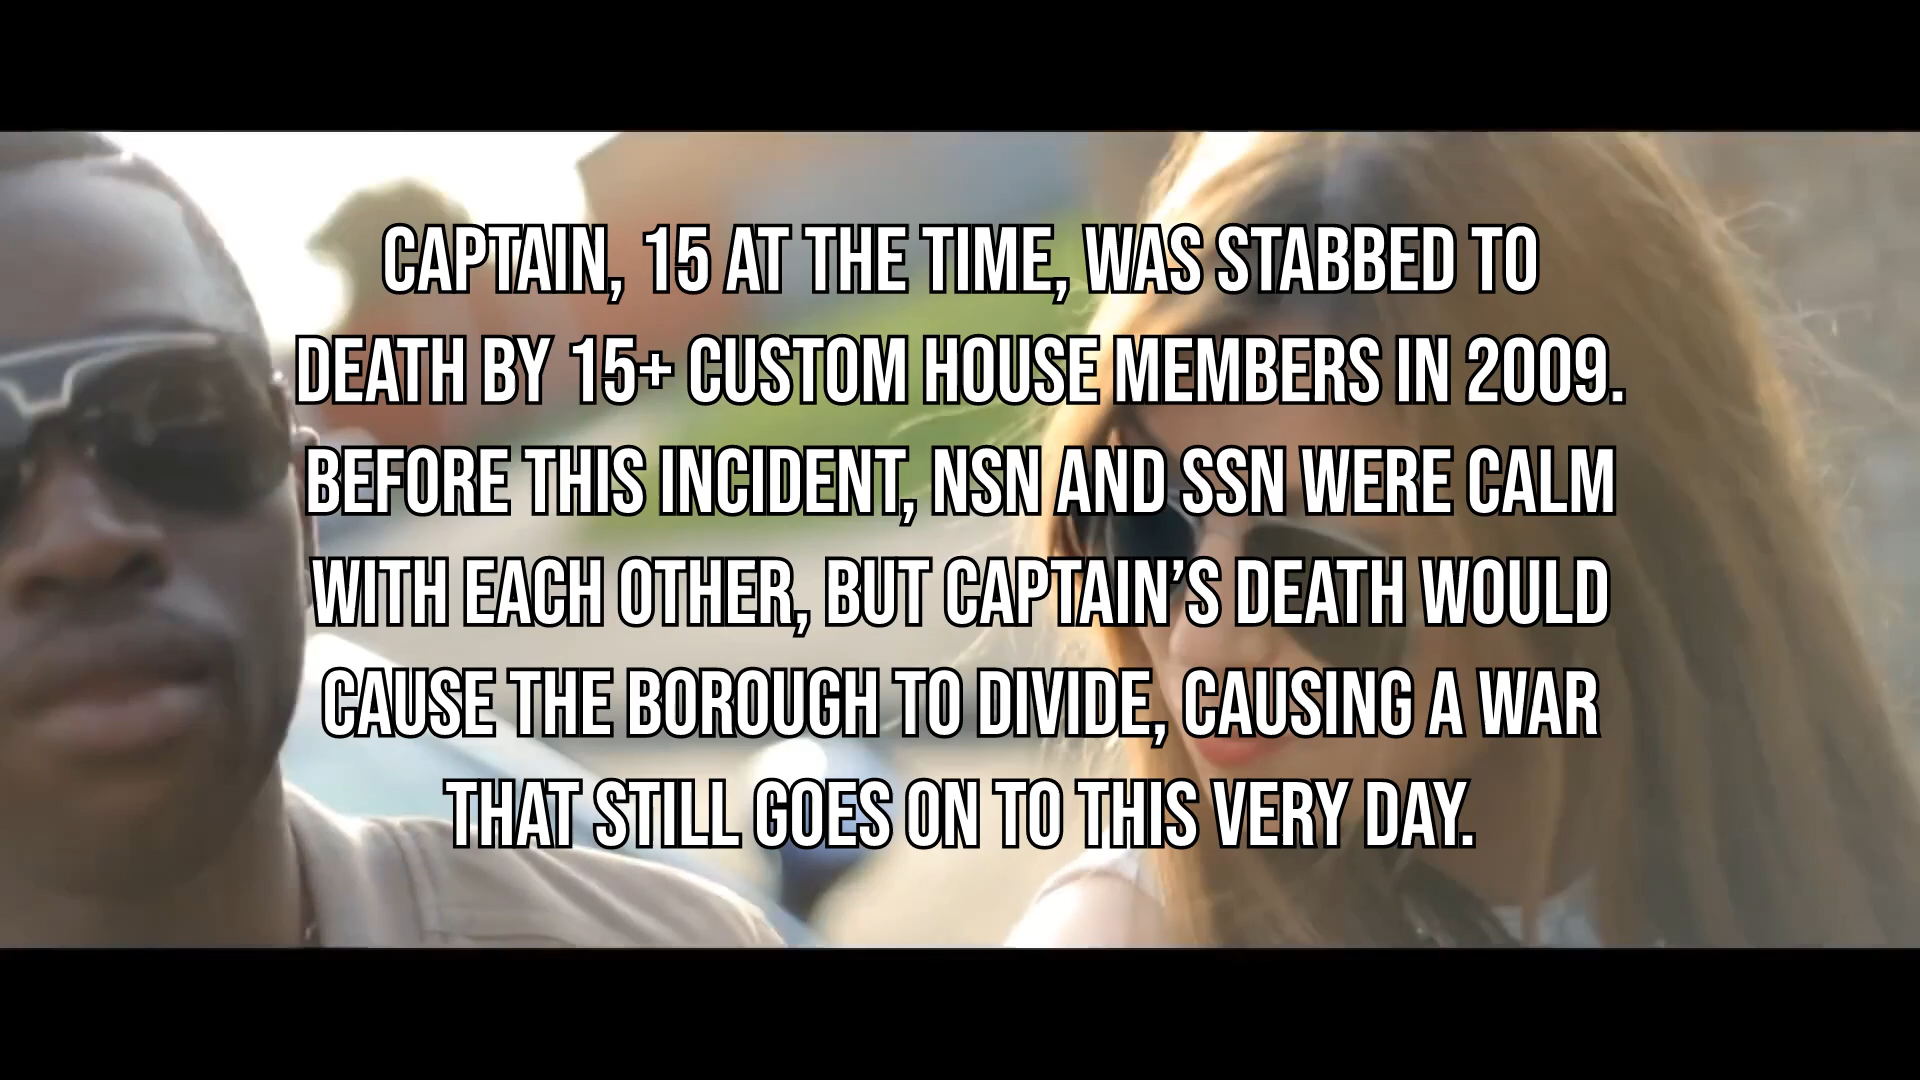 CAPTAIN, 15 AT THE TIME, WAS STABBED TO
DEATH BY 15+ CUSTOM HOUSE MEMBERS IN 2009.
BEFORE THIS INCIDENT, NSN AND SSN WERE CALM
WITH EACH OTHER, BUT CAPTAIN'S DEATH WOULD
CAUSE THE BOROUGH TO DIVIDE, CAUSING A WAR
THAT STILL GOES ON TO THIS VERY DAY.